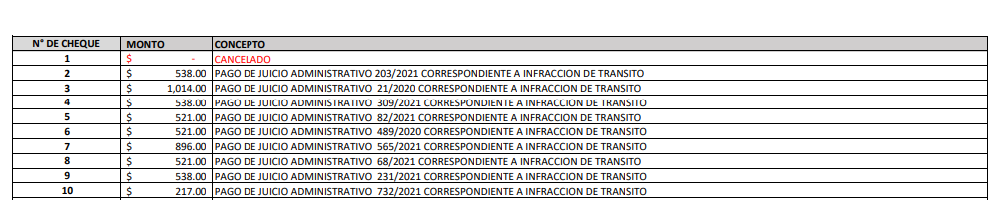 N° DE CHEQUE MONTO CONCEPTO
1 $ - CANCELADO
2 $ 538.00 PAGO DE JUICIO ADMINISTRATIVO 203/2021 CORRESPONDIENTE A INFRACCION DE TRANSITO
3 $ 1,014.00 PAGO DE JUICIO ADMINISTRATIVO 21/2020 CORRESPONDIENTE A INFRACCION DE TRANSITO
4 $ 538.00 PAGO DE JUICIO ADMINISTRATIVO 309/2021 CORRESPONDIENTE A INFRACCION DE TRANSITO
5 $ 521.00 PAGO DE JUICIO ADMINISTRATIVO 82/2021 CORRESPONDIENTE A INFRACCION DE TRANSITO
6 $ 521.00 PAGO DE JUICIO ADMINISTRATIVO 489/2020 CORRESPONDIENTE A INFRACCION DE TRANSITO
7 $ 896.00 PAGO DE JUICIO ADMINISTRATIVO 565/2021 CORRESPONDIENTE A INFRACCION DE TRANSITO
8 $ 521.00 PAGO DE JUICIO ADMINISTRATIVO 68/2021 CORRESPONDIENTE A INFRACCION DE TRANSITO
9 $ 538.00 PAGO DE JUICIO ADMINISTRATIVO 231/2021 CORRESPONDIENTE A INFRACCION DE TRANSITO
10 $ 217.00 PAGO DE JUICIO ADMINISTRATIVO 732/2021 CORRESPONDIENTE A INFRACCION DE TRANSITO